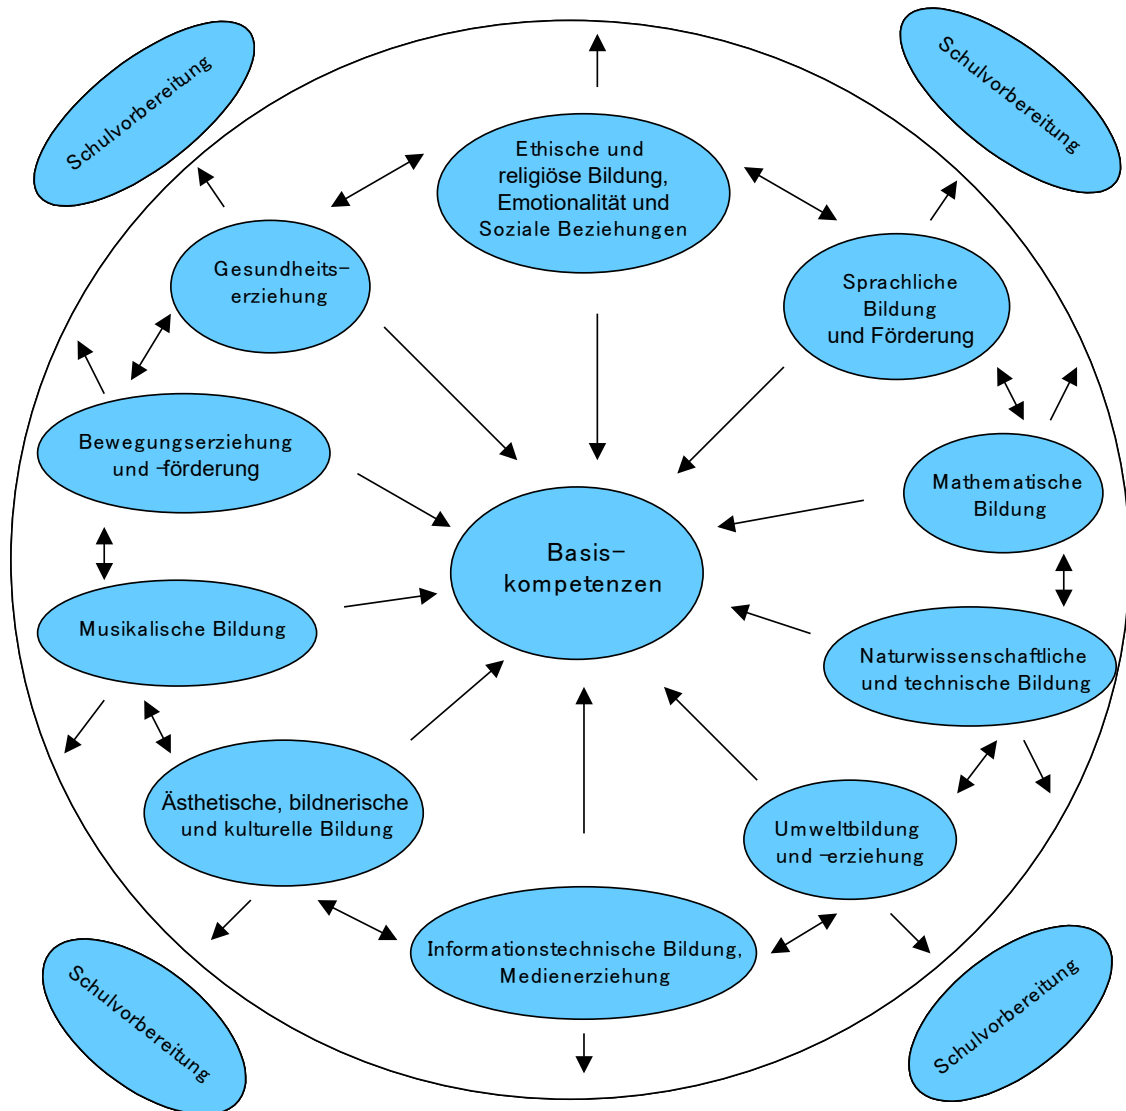 Schulvorbereitung
Schulvorbereitung
Ethische und
religiöse Bildung,
Emotionalität und
Soziale Beziehungen
Gesundheits-
erziehung
Sprachliche
Bildung
und Förderung
Bewegungserziehung
und -förderung
Mathematische
Bildung
Basis-
kompetenzen
Musikalische Bildung
Naturwissenschaftliche
und technische Bildung
Ästhetische, bildnerische
und kulturelle Bildung
Umweltbildung
und -erziehung
Informationstechnische Bildung,
Medienerziehung
Schulvorbereitung
Schulvorbereitung